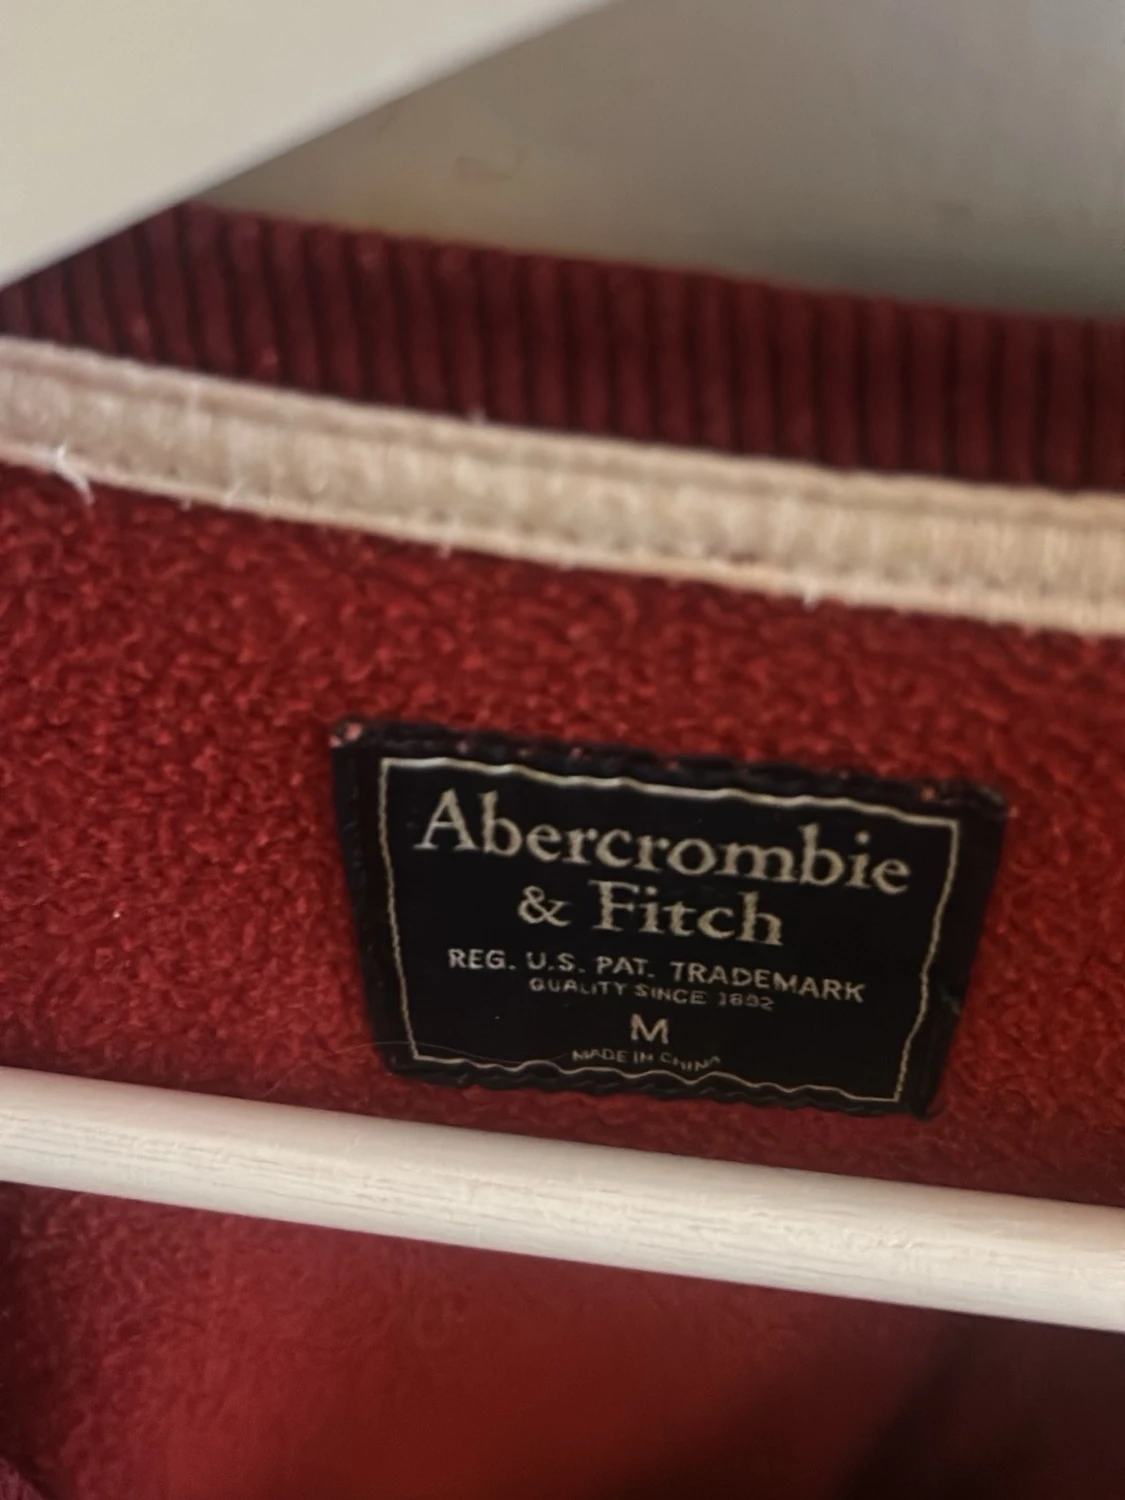 Abercrombie
& Fitch
REG. U.S. PAT. TRADEMARK
QUALITY SINCE 1892
M
MADE IN CHINA